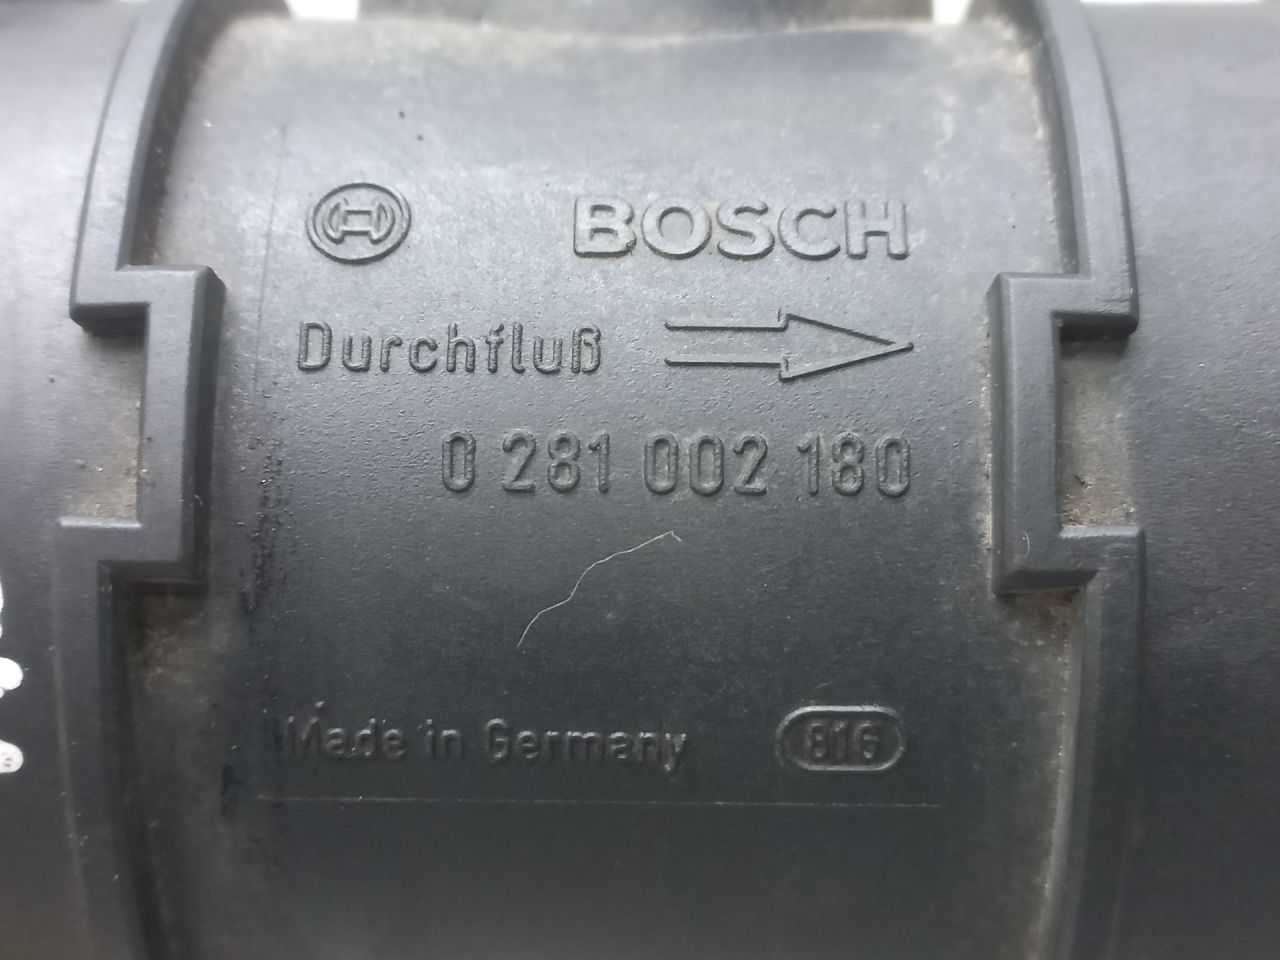 BOSCH
Durchfluß
0 281 002 180
Made in Germany 816